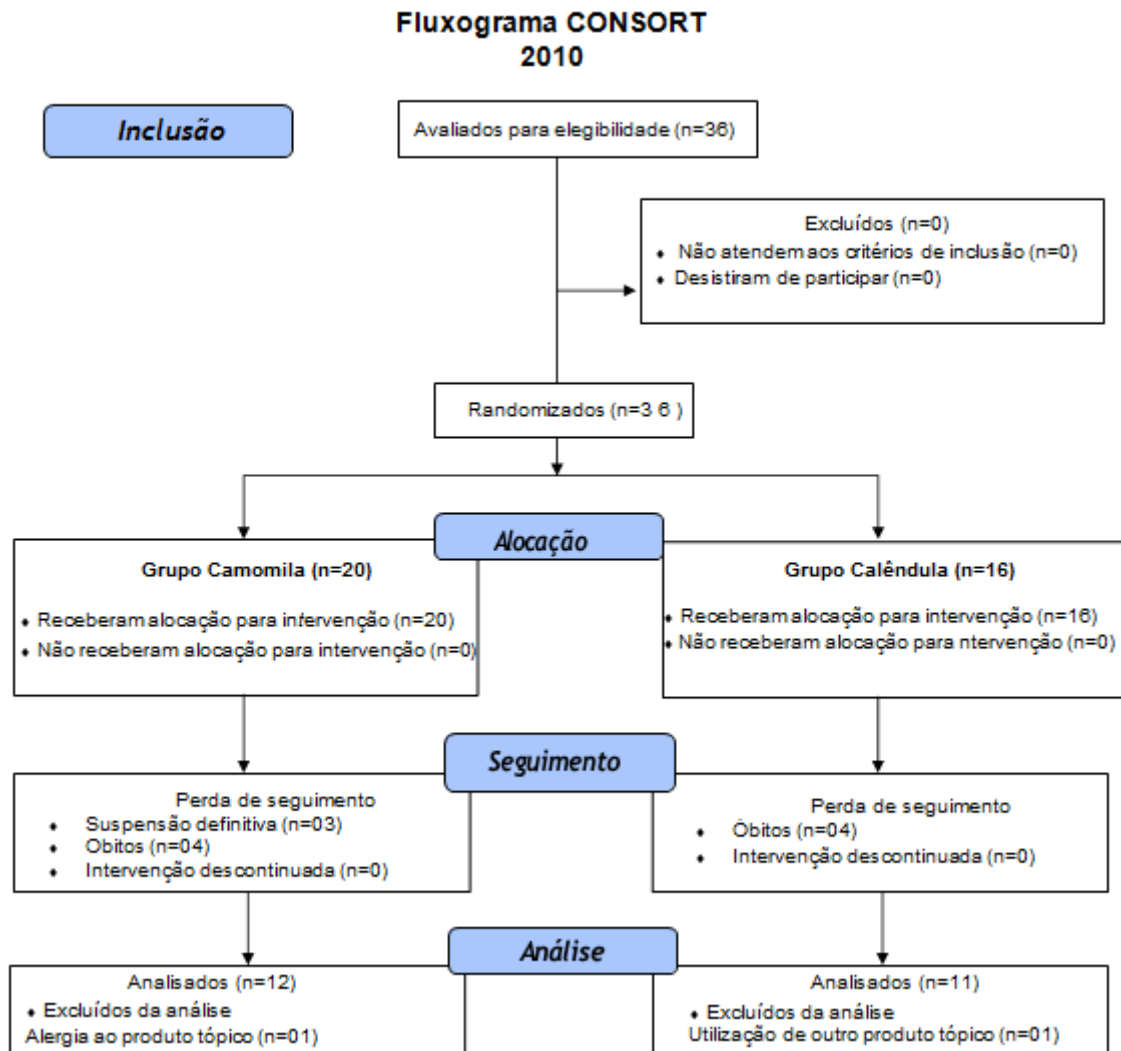 Fluxograma CONSORT
2010
Inclusão
Avaliados para elegibilidade (n=36)
Excluídos (n=0)
♦ Não atendem aos critérios de inclusão (n=0)
♦ Desistiram de participar (n=0)
Randomizados (n=3 6 )
Alocação
Grupo Camomila (n=20)
♦ Receberam alocação para intervenção (n=20)
♦ Não receberam alocação para intervenção (n=0)
Grupo Calêndula (n=16)
♦ Receberam alocação para intervenção (n=16)
♦ Não receberam alocação para ntervenção (n=0)
Seguimento
Perda de seguimento
♦ Suspensão definitiva (n=03)
♦ Obitos (n=04)
♦ Intervenção descontinuada (n=0)
Perda de seguimento
♦ Óbitos (n=04)
♦ Intervenção descontinuada (n=0)
Análise
Analisados (n=12)
♦ Excluídos da análise
Alergia ao produto tópico (n=01)
Analisados (n=11)
♦ Excluídos da análise
Utilização de outro produto tópico (n=01)